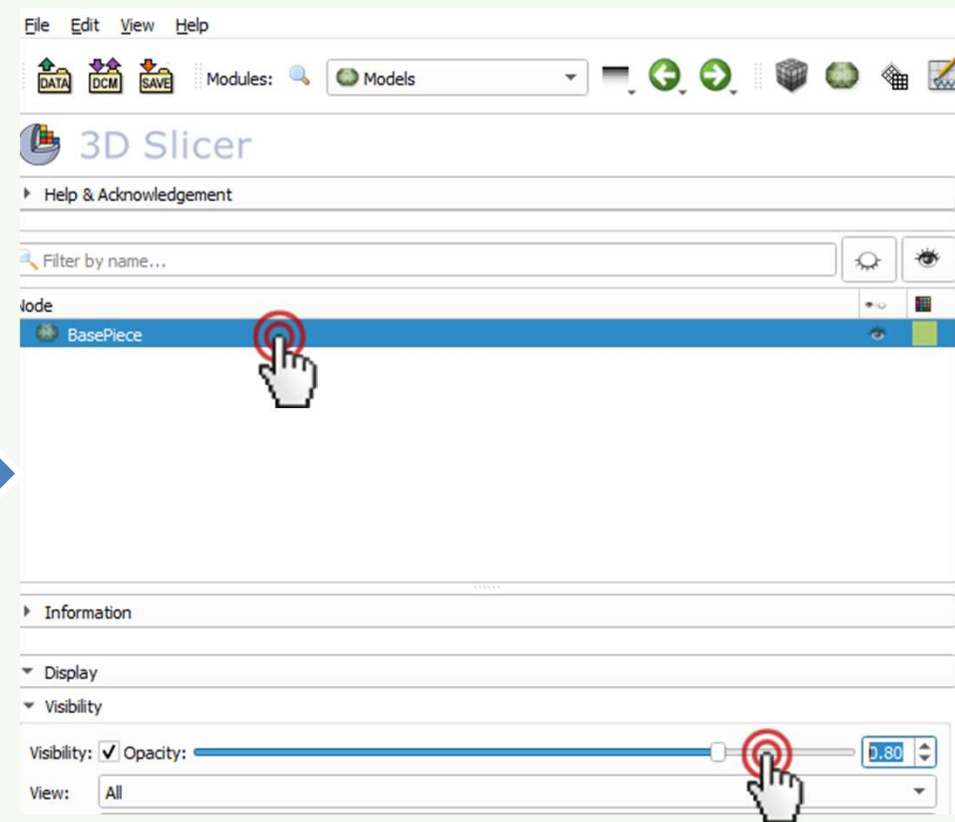 File Edit View Help
DATA DCM SAVE Modules: Models
3D Slicer
Help & Acknowledgement
Filter by name...
Node
BasePiece
Information
Display
Visibility
Visibility: Opacity: 0.80
View: All